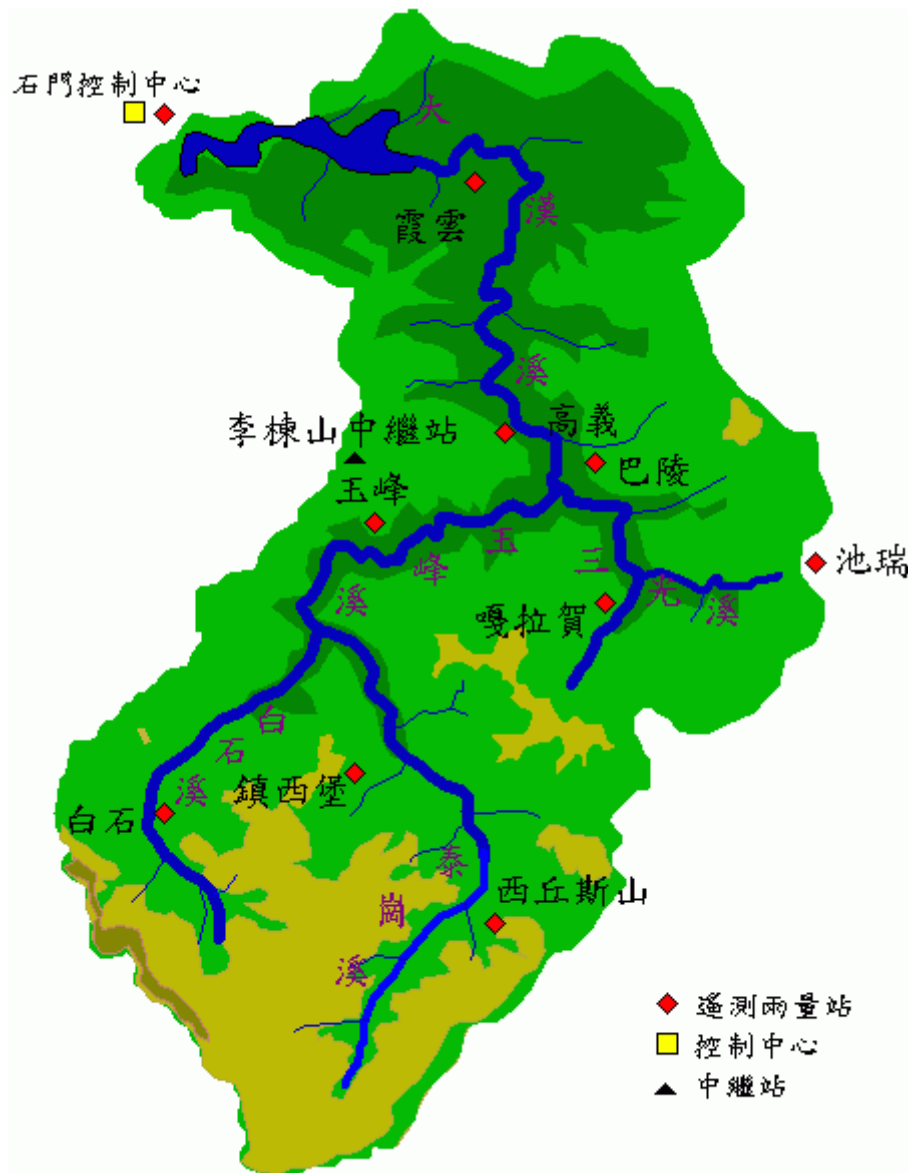 石門控制中心
大
霞雲
漢
溪
高義
李棟山中繼站
巴陵
玉峰
玉
峰
溪
三
光
溪
池瑞
嘎拉賀
白
石
溪
鎮西堡
白石
泰
崗
溪
西丘斯山
遙測雨量站
控制中心
中繼站